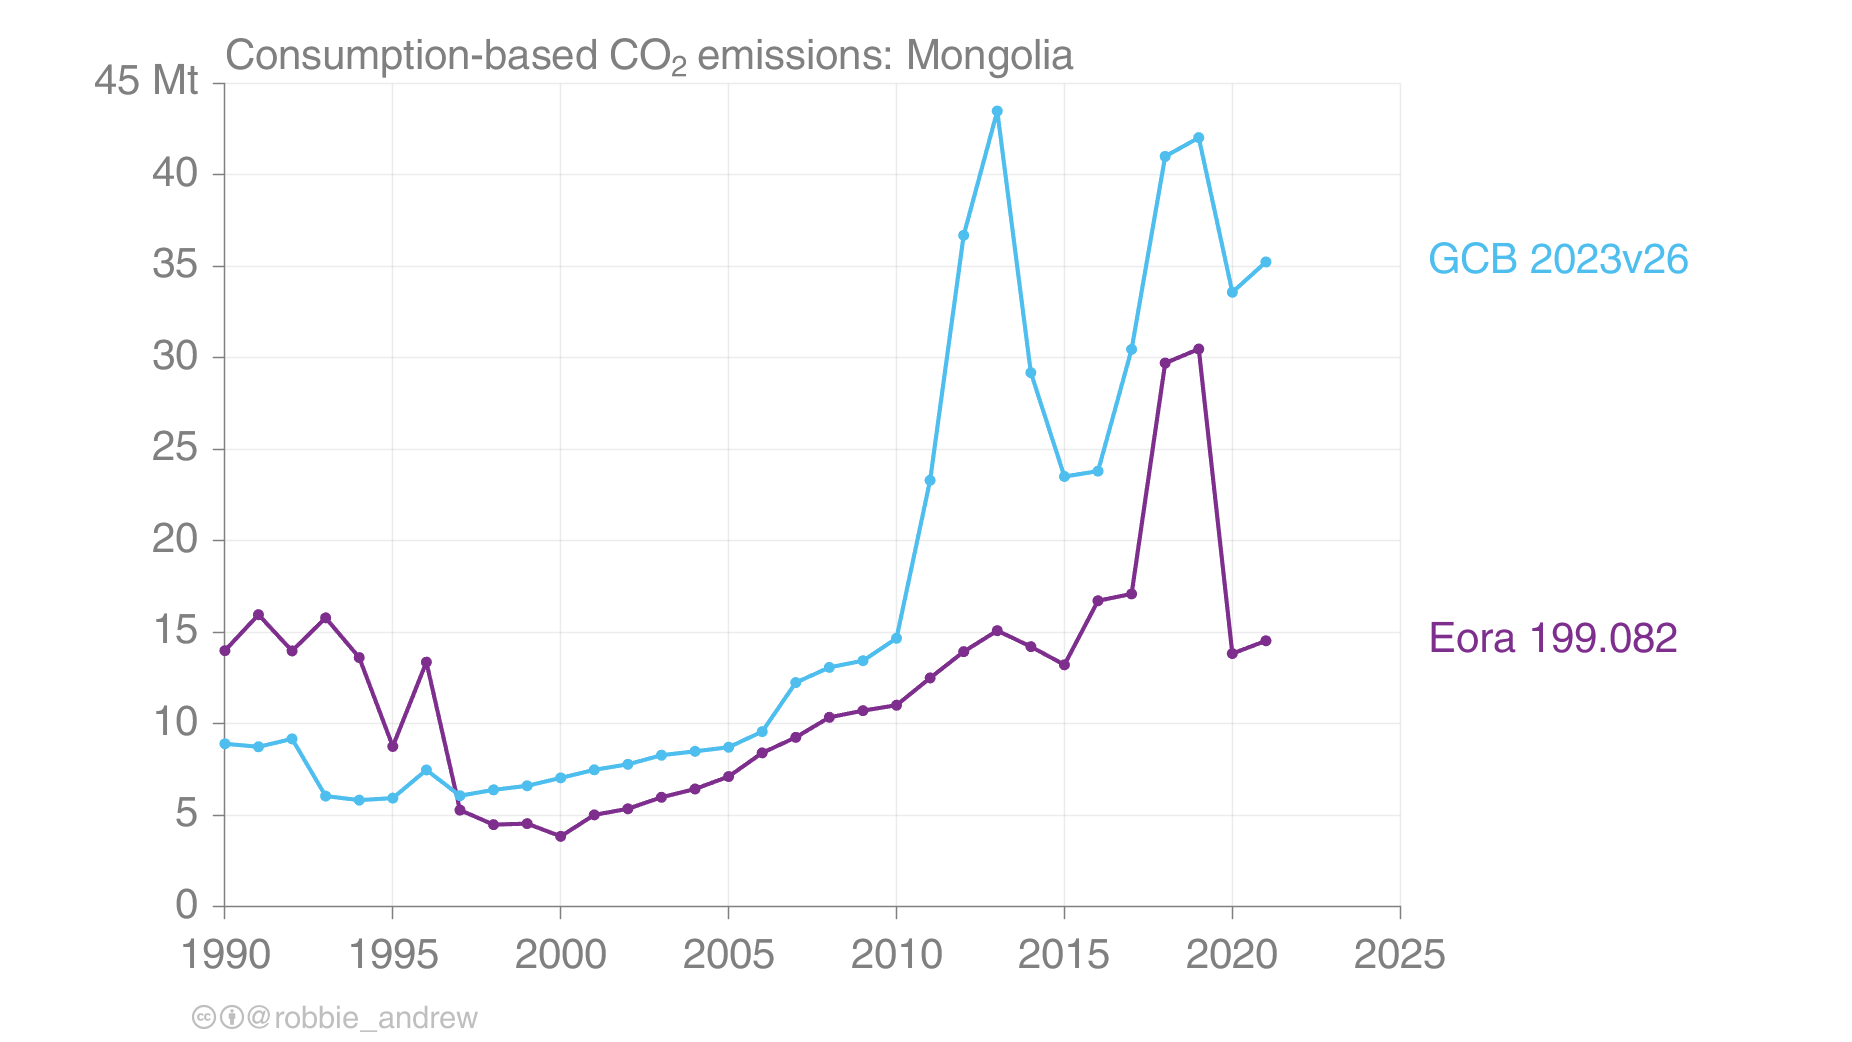 Consumption-based CO₂ emissions: Mongolia
45 Mt
40
35
30
25
20
15
10
5
0
1990 1995 2000 2005 2010 2015 2020 2025
GCB 2023v26
Eora 199.082
cc @robbie_andrew